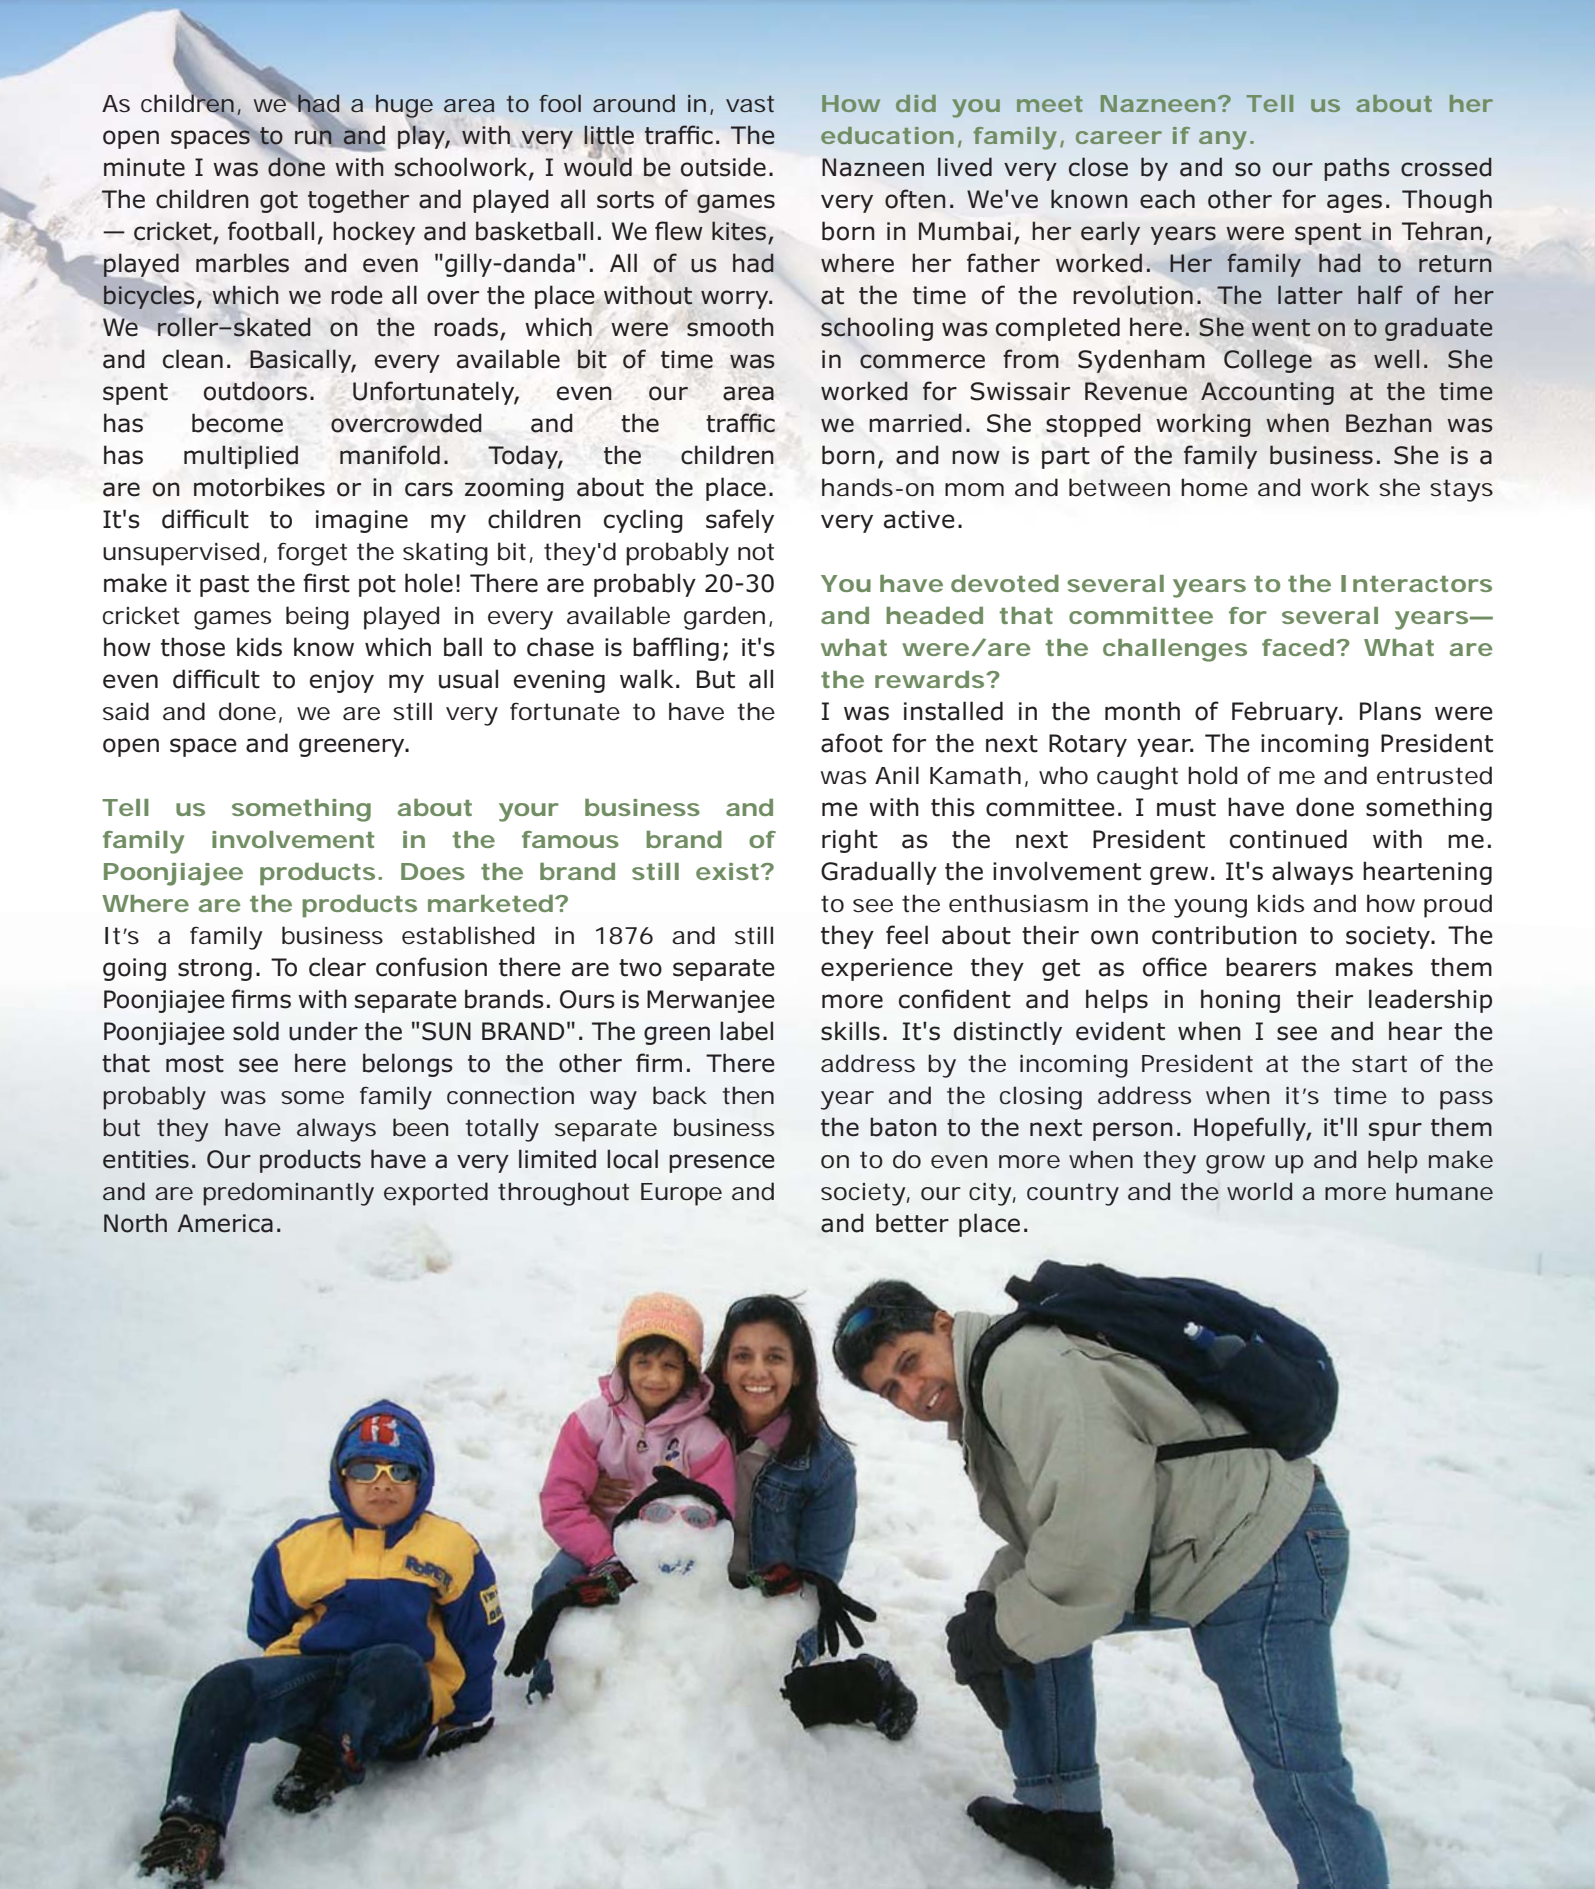 As children, we had a huge area to fool around in, vast
open spaces to run and play, with very little traffic. The
minute I was done with schoolwork, I would be outside.
The children got together and played all sorts of games
— cricket, football, hockey and basketball. We flew kites,
played marbles and even "gilly-danda". All of us had
bicycles, which we rode all over the place without worry.
We roller–skated on the roads, which were smooth
and clean. Basically, every available bit of time was
spent outdoors. Unfortunately, even our area
has become overcrowded and the traffic
has multiplied manifold. Today, the children
are on motorbikes or in cars zooming about the place.
It's difficult to imagine my children cycling safely
unsupervised, forget the skating bit, they'd probably not
make it past the first pot hole! There are probably 20-30
cricket games being played in every available garden,
how those kids know which ball to chase is baffling; it's
even difficult to enjoy my usual evening walk. But all
said and done, we are still very fortunate to have the
open space and greenery.
Tell us something about your business and
family involvement in the famous brand of
Poonjiajee products. Does the brand still exist?
Where are the products marketed?
It’s a family business established in 1876 and still
going strong. To clear confusion there are two separate
Poonjiajee firms with separate brands. Ours is Merwanjee
Poonjiajee sold under the "SUN BRAND". The green label
that most see here belongs to the other firm. There
probably was some family connection way back then
but they have always been totally separate business
entities. Our products have a very limited local presence
and are predominantly exported throughout Europe and
North America.
How did you meet Nazneen? Tell us about her
education, family, career if any.
Nazneen lived very close by and so our paths crossed
very often. We've known each other for ages. Though
born in Mumbai, her early years were spent in Tehran,
where her father worked. Her family had to return
at the time of the revolution. The latter half of her
schooling was completed here. She went on to graduate
in commerce from Sydenham College as well. She
worked for Swissair Revenue Accounting at the time
we married. She stopped working when Bezhan was
born, and now is part of the family business. She is a
hands-on mom and between home and work she stays
very active.
You have devoted several years to the Interactors
and headed that committee for several years—
what were/are the challenges faced? What are
the rewards?
I was installed in the month of February. Plans were
afoot for the next Rotary year. The incoming President
was Anil Kamath, who caught hold of me and entrusted
me with this committee. I must have done something
right as the next President continued with me.
Gradually the involvement grew. It's always heartening
to see the enthusiasm in the young kids and how proud
they feel about their own contribution to society. The
experience they get as office bearers makes them
more confident and helps in honing their leadership
skills. It's distinctly evident when I see and hear the
address by the incoming President at the start of the
year and the closing address when it’s time to pass
the baton to the next person. Hopefully, it'll spur them
on to do even more when they grow up and help make
society, our city, country and the world a more humane
and better place.